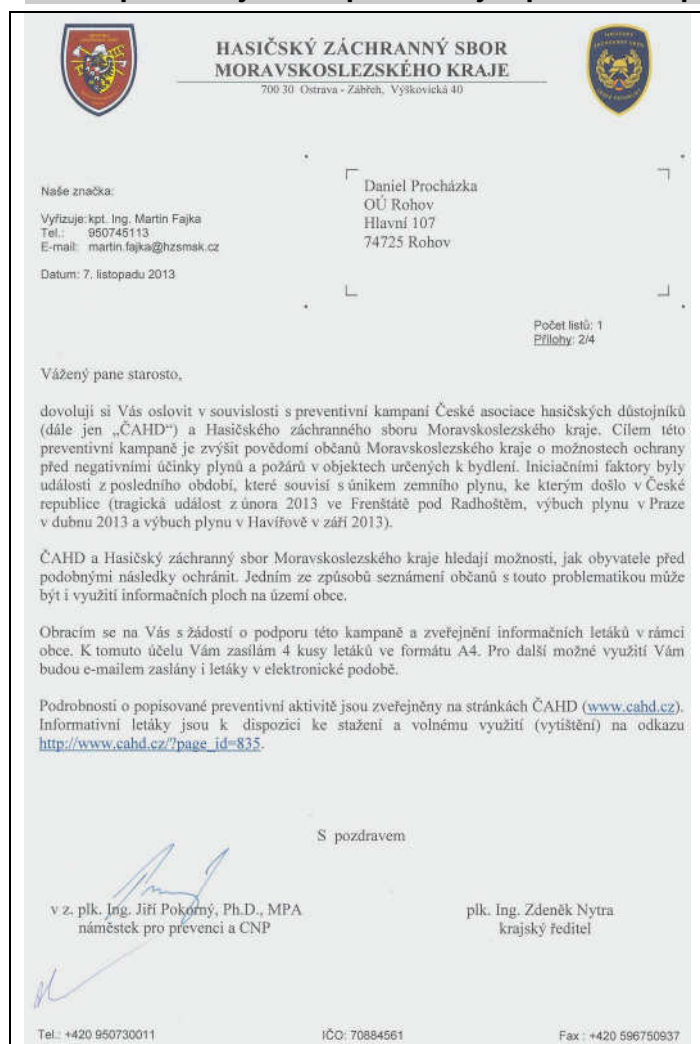 HASIČSKÝ ZÁCHRANNÝ SBOR
MORAVSKOSLEZSKÉHO KRAJE
700 30 Ostrava - Zábřeh, Výškovická 40
Naše značka:
Vyřizuje: kpt. Ing. Martin Fajka
Tel.: 950745113
E-mail: martin.fajka@hzsmsk.cz
Datum: 7. listopadu 2013
Daniel Procházka
OÚ Rohov
Hlavní 107
74725 Rohov
Počet listů: 1
Přílohy: 2/4
Vážený pane starosto,
dovoluji si Vás oslovit v souvislosti s preventivní kampaní České asociace hasičských důstojníků
(dále jen „ČAHD“) a Hasičského záchranného sboru Moravskoslezského kraje. Cílem této
preventivní kampaně je zvýšit povědomí občanů Moravskoslezského kraje o možnostech ochrany
před negativními účinky plynů a požárů v objektech určených k bydlení. Iniciačními faktory byly
události z posledního období, které souvisí s únikem zemního plynu, ke kterým došlo v České
republice (tragická událost z února 2013 ve Frenštátě pod Radhoštěm, výbuch plynu v Praze
v dubnu 2013 a výbuch plynu v Havířově v září 2013).
ČAHD a Hasičský záchranný sbor Moravskoslezského kraje hledají možnosti, jak obyvatele před
podobnými následky ochránit. Jedním ze způsobů seznámení občanů s touto problematikou může
být i využití informačních ploch na území obce.
Obracím se na Vás s žádostí o podporu této kampaně a zveřejnění informačních letáků v rámci
obce. K tomuto účelu Vám zasílám 4 kusy letáků ve formátu A4. Pro další možné využití Vám
budou e-mailem zaslány i letáky v elektronické podobě.
Podrobnosti o popisované preventivní aktivitě jsou zveřejněny na stránkách ČAHD (www.cahd.cz).
Informativní letáky jsou k dispozici ke stažení a volnému využití (vytištění) na odkazu
http://www.cahd.cz/?page_id=835.
S pozdravem
v z. plk. Ing. Jiří Pokorný, Ph.D., MPA
náměstek pro prevenci a CNP
plk. Ing. Zdeněk Nytra
krajský ředitel
Tel.: +420 950730011
IČO: 70884561
Fax : +420 596750937